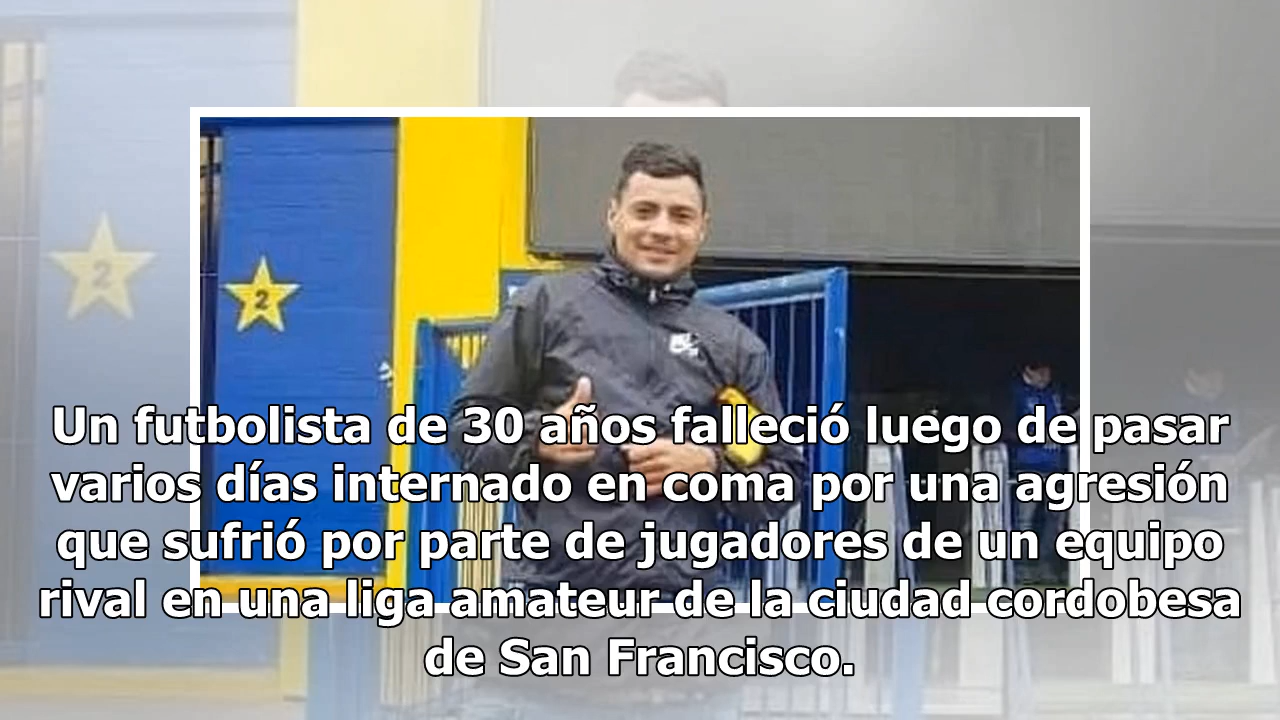 2
2
Un futbolista de 30 años falleció luego de pasar
varios días internado en coma por una agresión
que sufrió por parte de jugadores de un equipo
rival en una liga amateur de la ciudad cordobesa
de San Francisco.